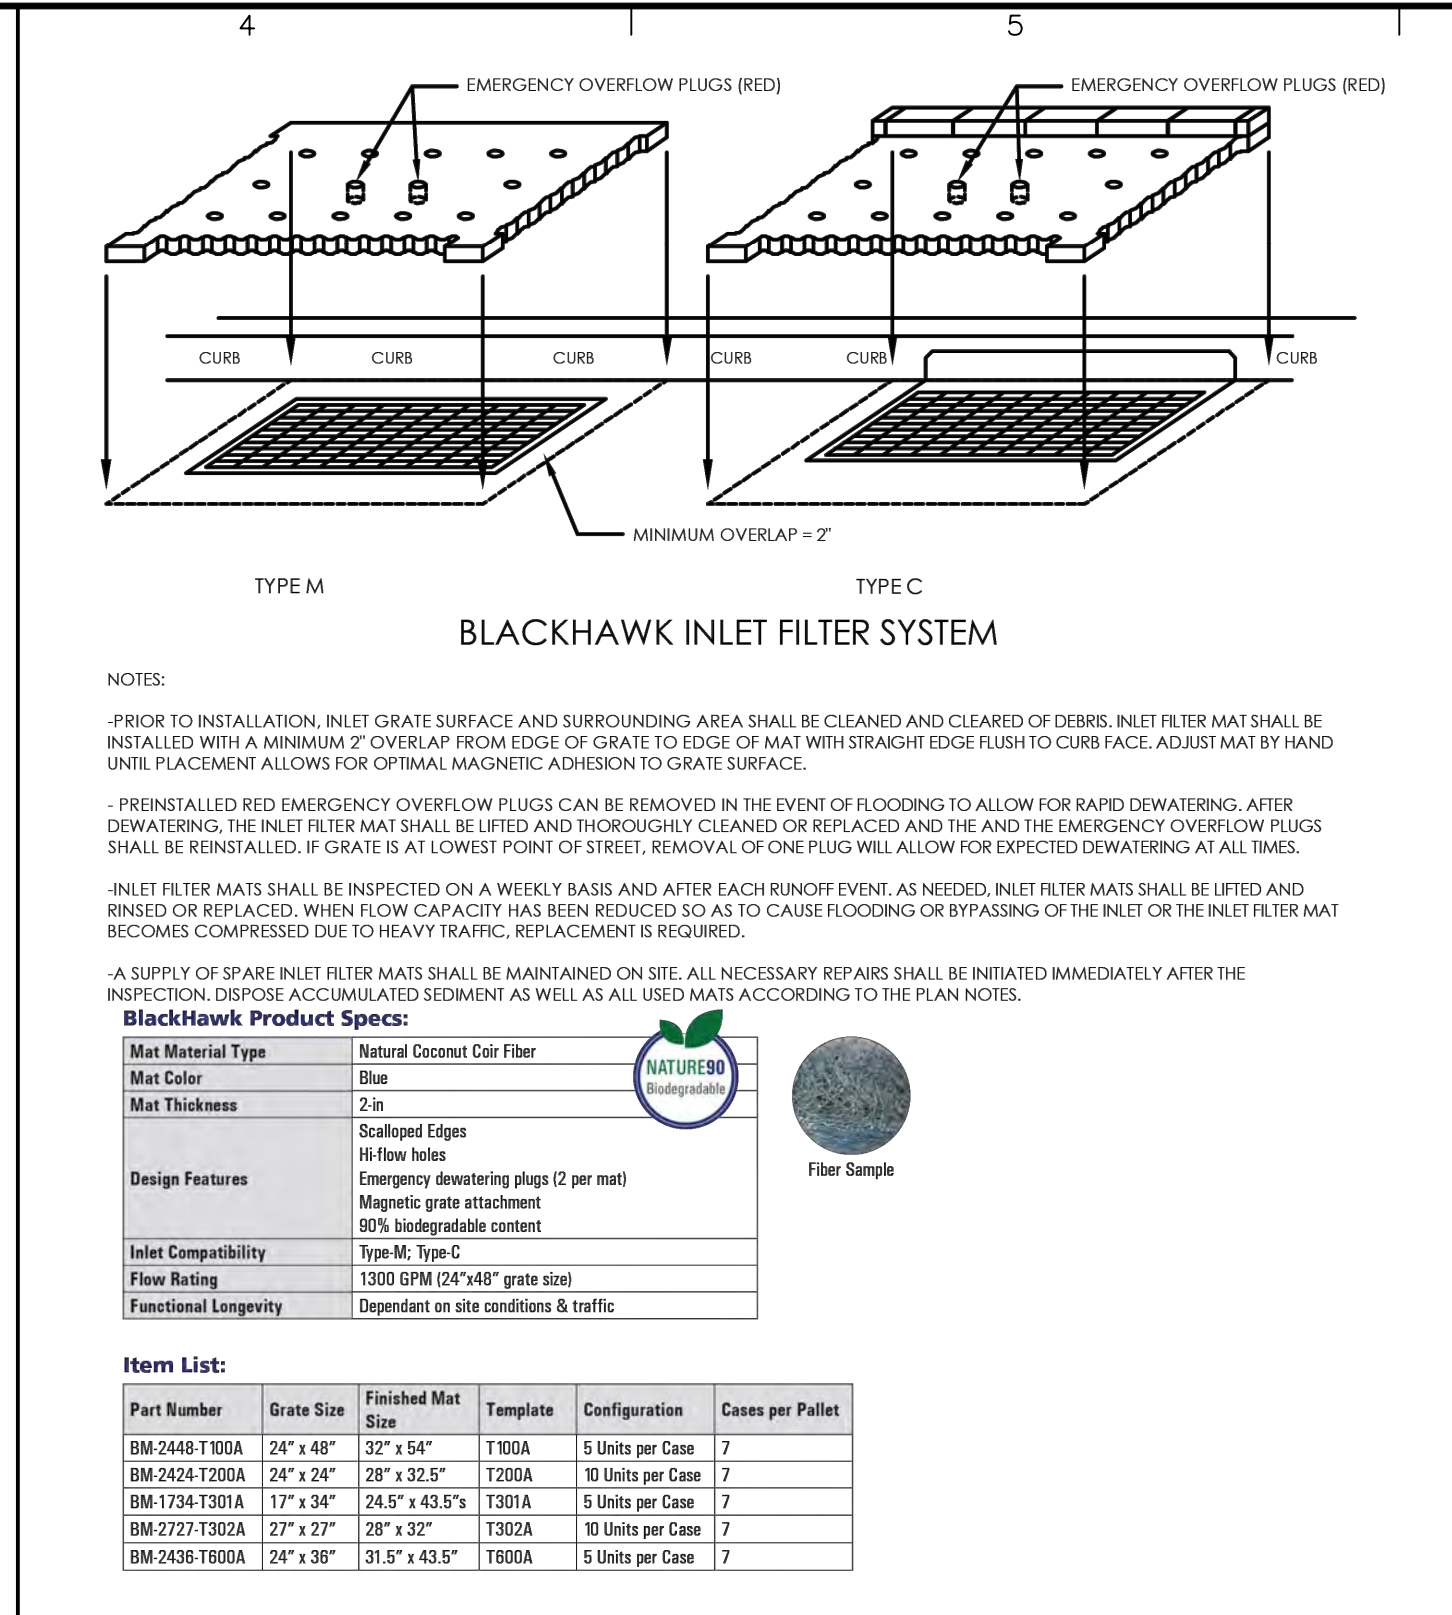 4 5
EMERGENCY OVERFLOW PLUGS (RED) EMERGENCY OVERFLOW PLUGS (RED)
CURB CURB CURB CURB CURB CURB
MINIMUM OVERLAP = 2"
TYPE M TYPE C
BLACKHAWK INLET FILTER SYSTEM
NOTES:
-PRIOR TO INSTALLATION, INLET GRATE SURFACE AND SURROUNDING AREA SHALL BE CLEANED AND CLEARED OF DEBRIS. INLET FILTER MAT SHALL BE
INSTALLED WITH A MINIMUM 2" OVERLAP FROM EDGE OF GRATE TO EDGE OF MAT WITH STRAIGHT EDGE FLUSH TO CURB FACE. ADJUST MAT BY HAND
UNTIL PLACEMENT ALLOWS FOR OPTIMAL MAGNETIC ADHESION TO GRATE SURFACE.
- PREINSTALLED RED EMERGENCY OVERFLOW PLUGS CAN BE REMOVED IN THE EVENT OF FLOODING TO ALLOW FOR RAPID DEWATERING. AFTER
DEWATERING, THE INLET FILTER MAT SHALL BE LIFTED AND THOROUGHLY CLEANED OR REPLACED AND THE AND THE EMERGENCY OVERFLOW PLUGS
SHALL BE REINSTALLED. IF GRATE IS AT LOWEST POINT OF STREET, REMOVAL OF ONE PLUG WILL ALLOW FOR EXPECTED DEWATERING AT ALL TIMES.
-INLET FILTER MATS SHALL BE INSPECTED ON A WEEKLY BASIS AND AFTER EACH RUNOFF EVENT. AS NEEDED, INLET FILTER MATS SHALL BE LIFTED AND
RINSED OR REPLACED. WHEN FLOW CAPACITY HAS BEEN REDUCED SO AS TO CAUSE FLOODING OR BYPASSING OF THE INLET OR THE INLET FILTER MAT
BECOMES COMPRESSED DUE TO HEAVY TRAFFIC, REPLACEMENT IS REQUIRED.
-A SUPPLY OF SPARE INLET FILTER MATS SHALL BE MAINTAINED ON SITE. ALL NECESSARY REPAIRS SHALL BE INITIATED IMMEDIATELY AFTER THE
INSPECTION. DISPOSE ACCUMULATED SEDIMENT AS WELL AS ALL USED MATS ACCORDING TO THE PLAN NOTES.
BlackHawk Product Specs:
Mat Material Type Natural Coconut Coir Fiber
Mat Color Blue
Mat Thickness 2-in
Design Features
Scalloped Edges
Hi-flow holes
Emergency dewatering plugs (2 per mat)
Magnetic grate attachment
90% biodegradable content
Inlet Compatibility Type-M; Type-C
Flow Rating 1300 GPM (24"x48" grate size)
Functional Longevity Dependant on site conditions & traffic
NATURE90
Biodegradable
Fiber Sample
Item List:
Part Number Grate Size Finished Mat Size Template Configuration Cases per Pallet
BM-2448-T100A 24" x 48" 32" x 54" T100A 5 Units per Case 7
BM-2424-T200A 24" x 24" 28" x 32.5" T200A 10 Units per Case 7
BM-1734-T301A 17" x 34" 24.5" x 43.5"s T301A 5 Units per Case 7
BM-2727-T302A 27" x 27" 28" x 32" T302A 10 Units per Case 7
BM-2436-T600A 24" x 36" 31.5" x 43.5" T600A 5 Units per Case 7